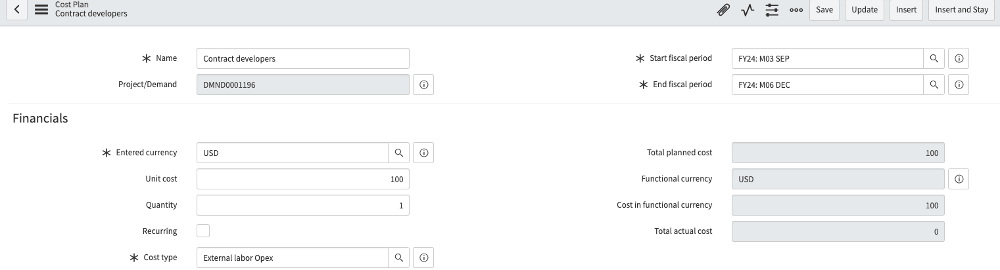 Cost Plan
Contract developers
Save
Update
Insert
Insert and Stay
Name
Contract developers
Start fiscal period
FY24: M03 SEP
Project/Demand
DMND0001196
End fiscal period
FY24: M06 DEC
Financials
Entered currency
USD
Total planned cost
100
Unit cost
100
Functional currency
USD
Quantity
1
Cost in functional currency
100
Recurring
Total actual cost
0
Cost type
External labor Opex